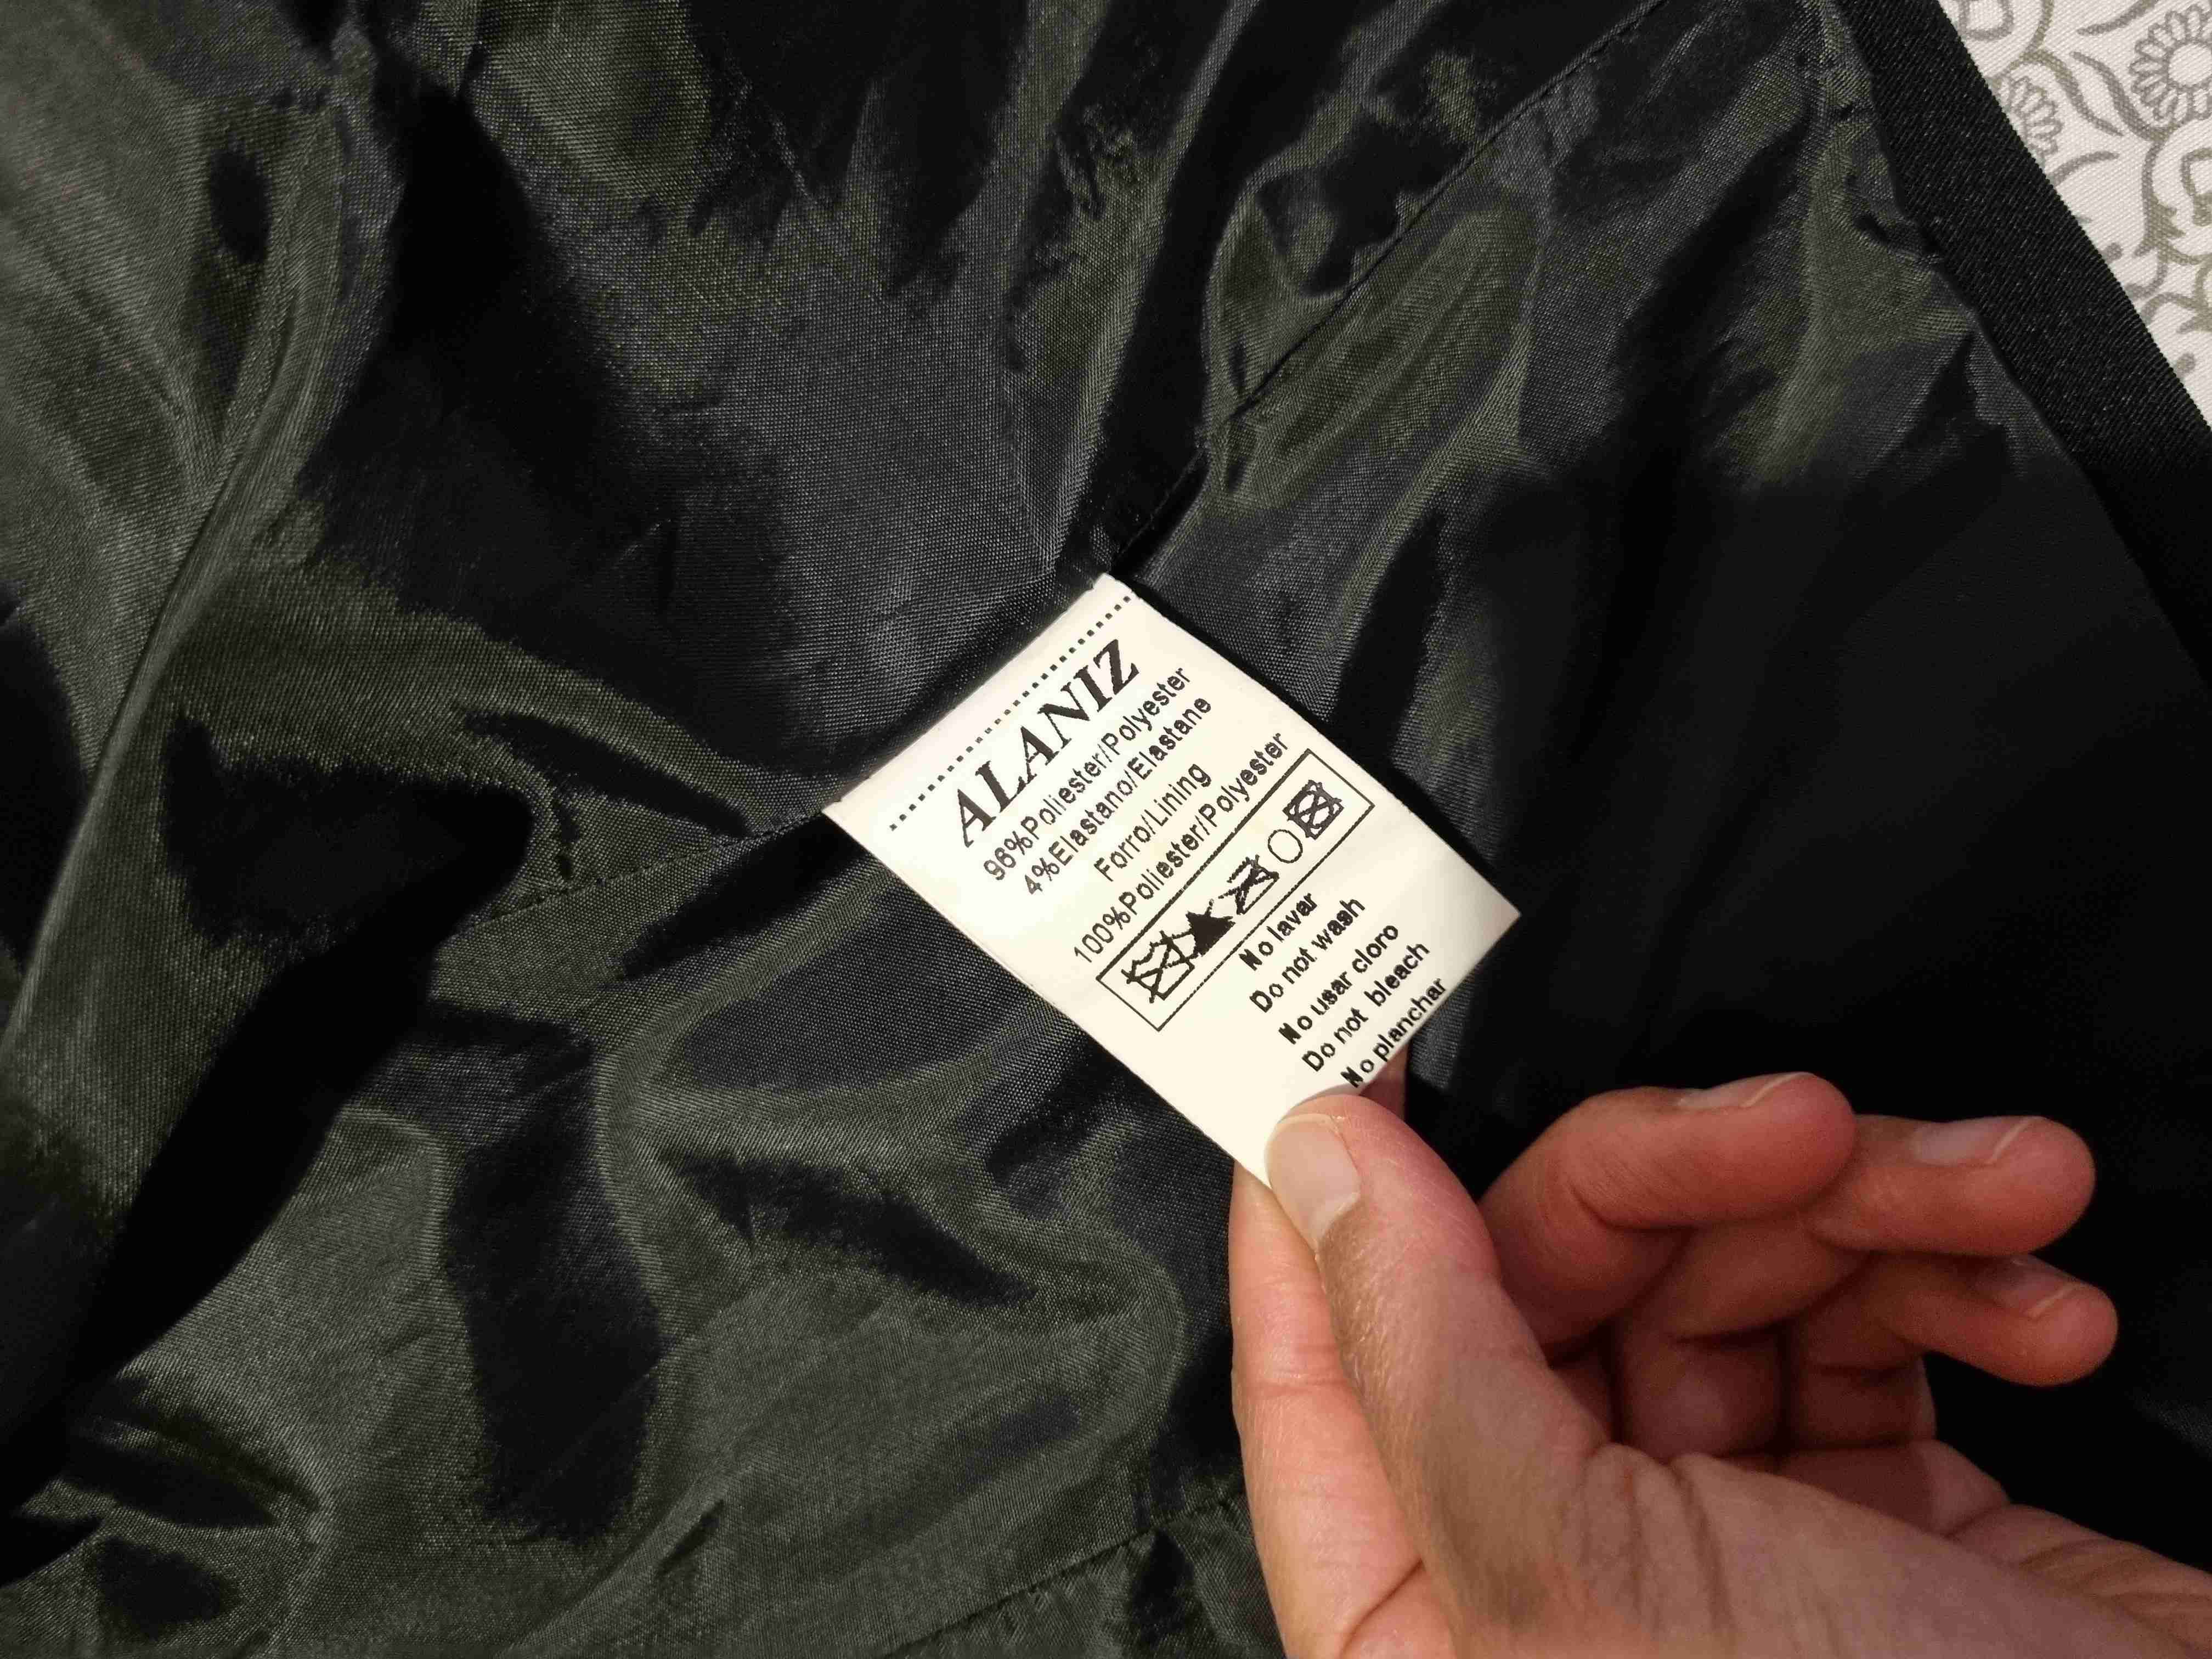 ALANIZ
96%Poliester/Polyester
4%Elastano/Elastane
Forro/Lining
100%Poliester/Polyester
No lavar
Do not wash
No usar cloro
Do not bleach
No planchar